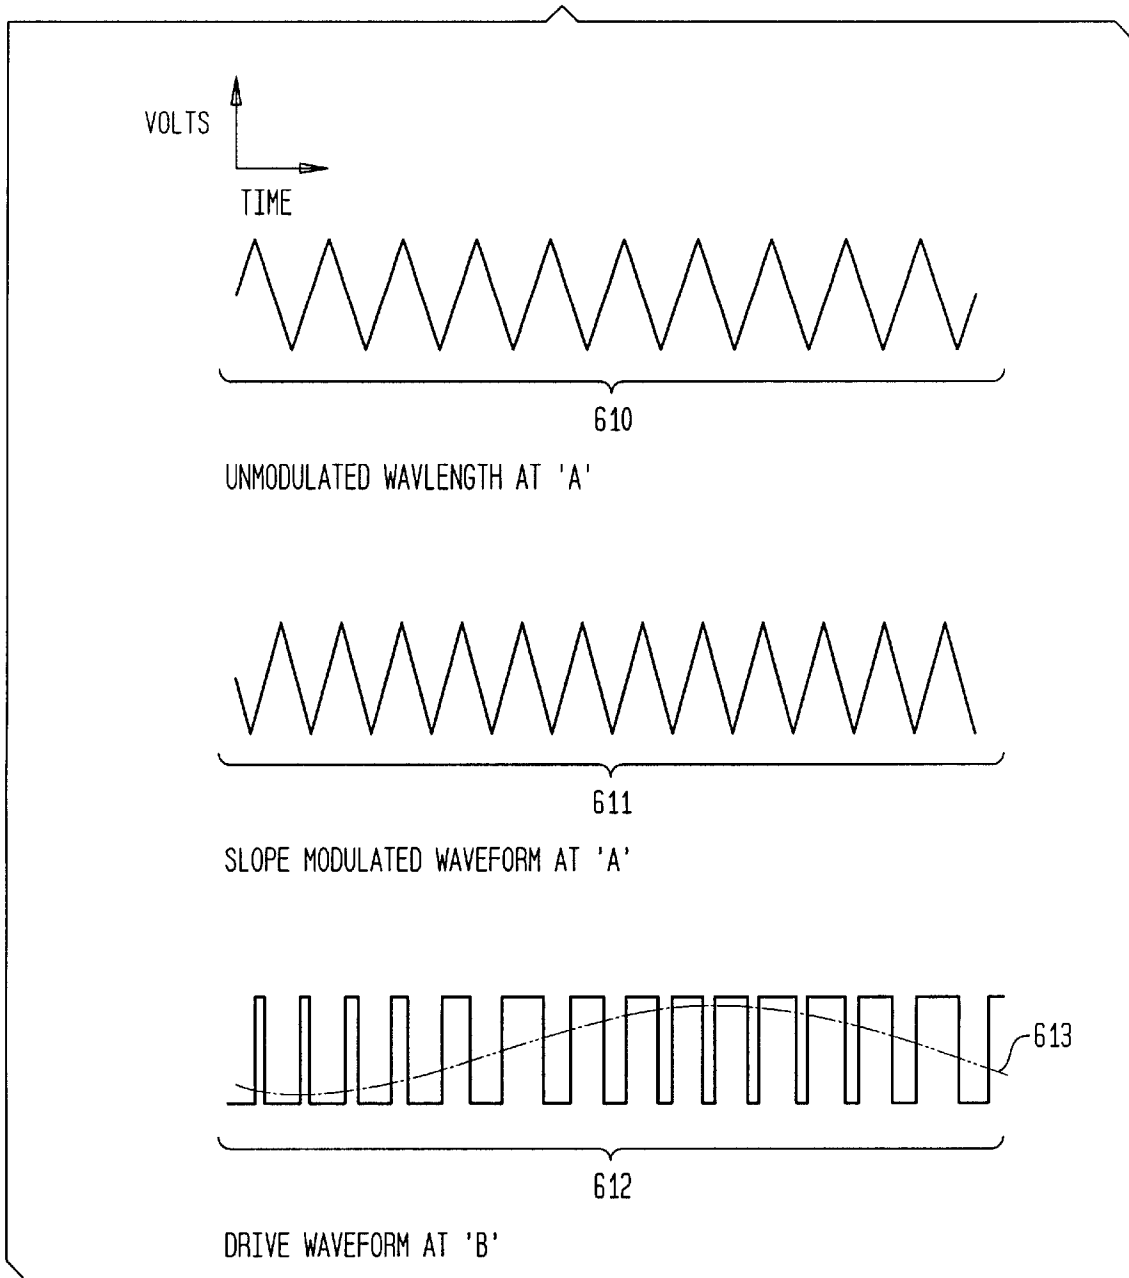 VOLTS
TIME
610
UNMODULATED WAVLENGTH AT 'A'
611
SLOPE MODULATED WAVEFORM AT 'A'
613
612
DRIVE WAVEFORM AT 'B'